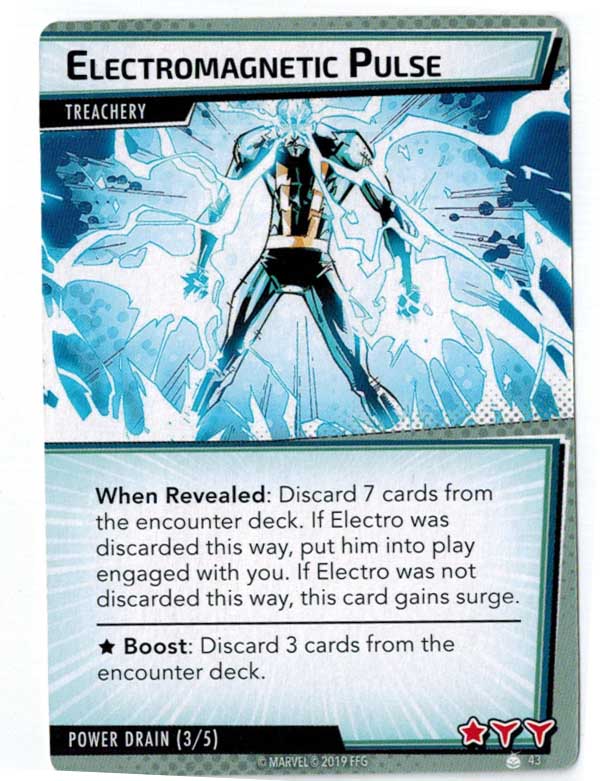 ELECTROMAGNETIC PULSE
TREACHERY
When Revealed: Discard 7 cards from
the encounter deck. If Electro was
discarded this way, put him into play
engaged with you. If Electro was not
discarded this way, this card gains surge.
★ Boost: Discard 3 cards from the
encounter deck.
POWER DRAIN (3/5)
© MARVEL © 2019 FFG
43